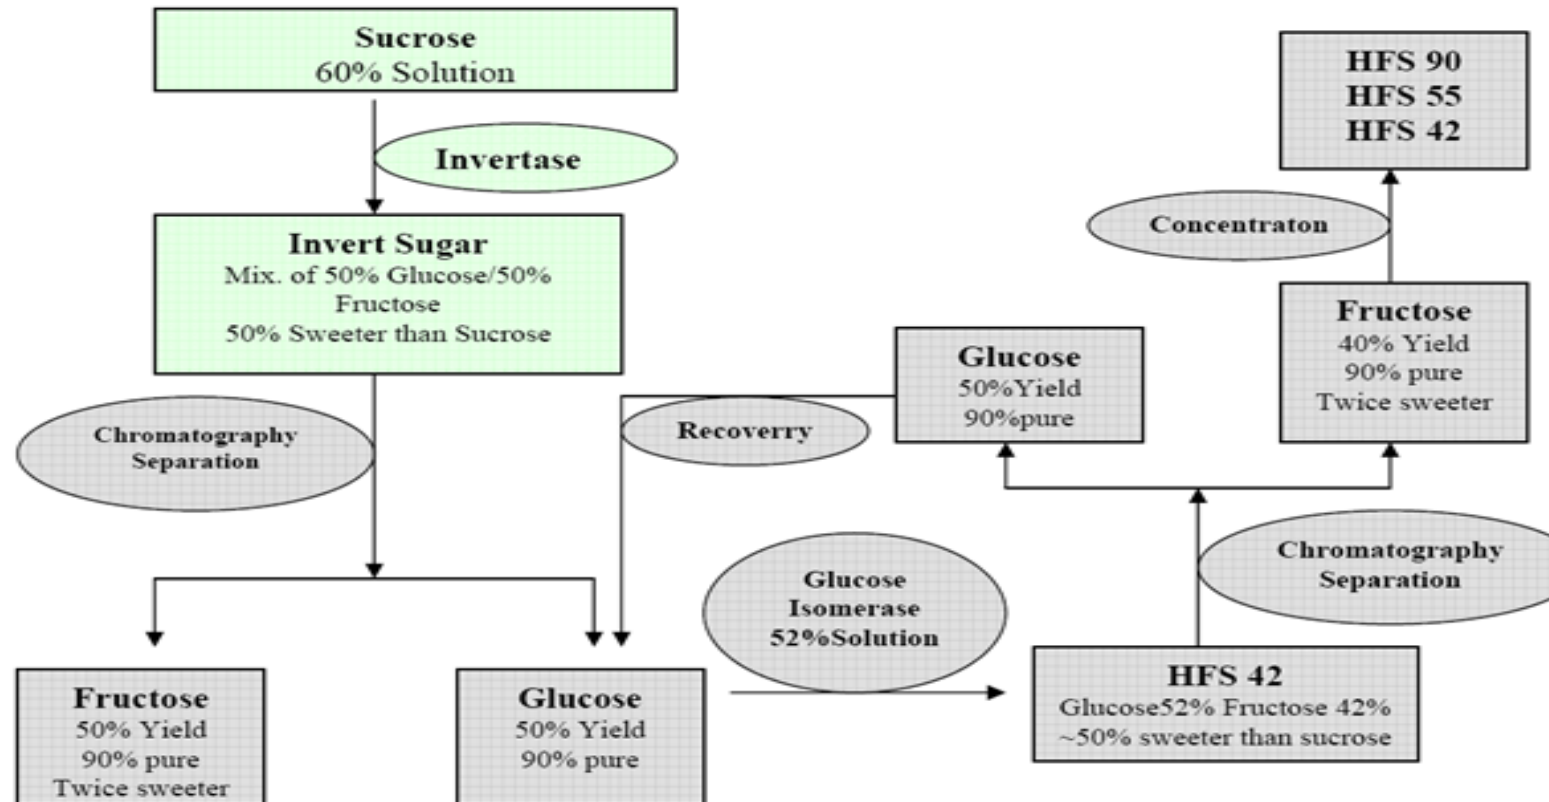 Sucrose
60% Solution
Invertase
Invert Sugar
Mix. of 50% Glucose/50%
Fructose
50% Sweeter than Sucrose
Chromatography
Separation
Fructose
50% Yield
90% pure
Twice sweeter
Glucose
50% Yield
90% pure
Glucose
Isomerase
52%Solution
HFS 42
Glucose52% Fructose 42%
~50% sweeter than sucrose
Chromatography
Separation
Glucose
50%Yield
90%pure
Recoverry
Fructose
40% Yield
90% pure
Twice sweeter
Concentraton
HFS 90
HFS 55
HFS 42